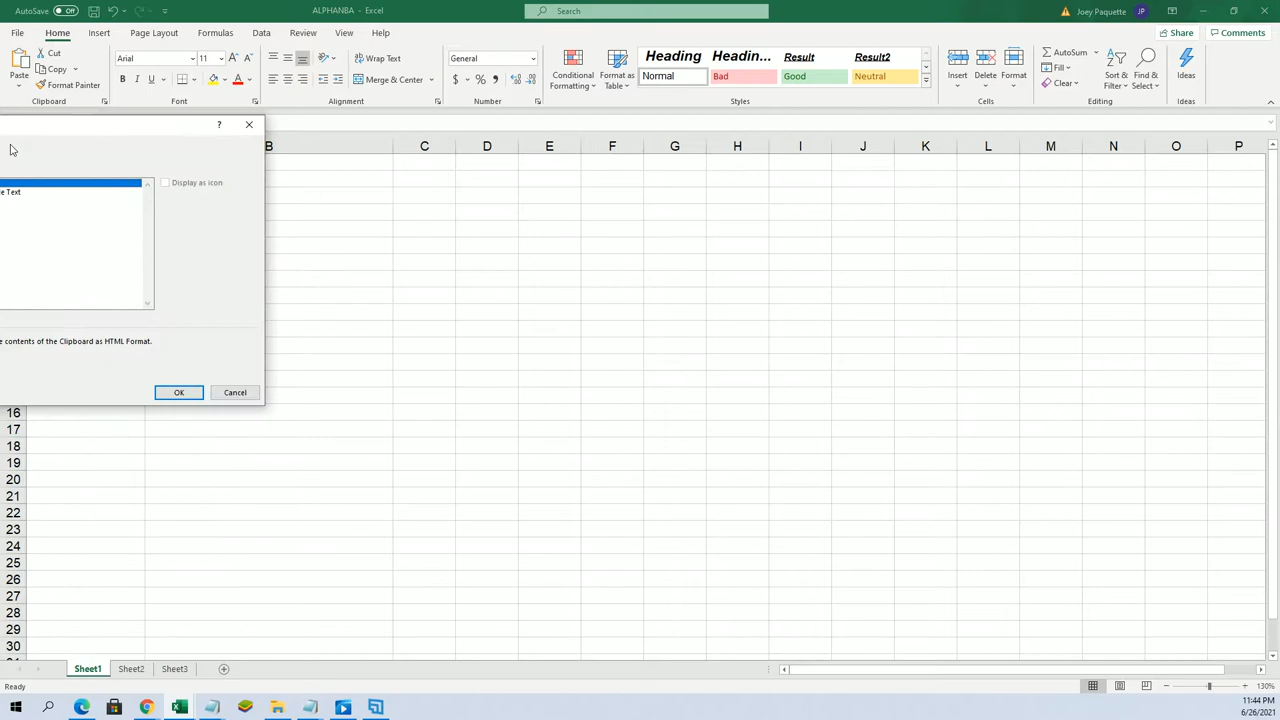 AutoSave Off ALPHANBA - Excel Search Joey Paquette JP
File Home Insert Page Layout Formulas Data Review View Help Share Comments
Paste Cut Copy Format Painter
Arial 11 B I U A A
Wrap Text
Merge & Center
General
$ % ,
Conditional Formatting
Format as Table
Heading Headin... Result Result2
Normal Bad Good Neutral
Insert Delete Format
AutoSum
Fill
Clear
Sort & Filter
Find & Select
Ideas
Clipboard Font Alignment Number Styles Cells Editing Ideas
?
B C D E F G H I J K L M N O P
Display as icon
e Text
e contents of the Clipboard as HTML Format.
OK Cancel
16
17
18
19
20
21
22
23
24
25
26
27
28
29
30
Sheet1 Sheet2 Sheet3
Ready 130%
11:44 PM
6/26/2021